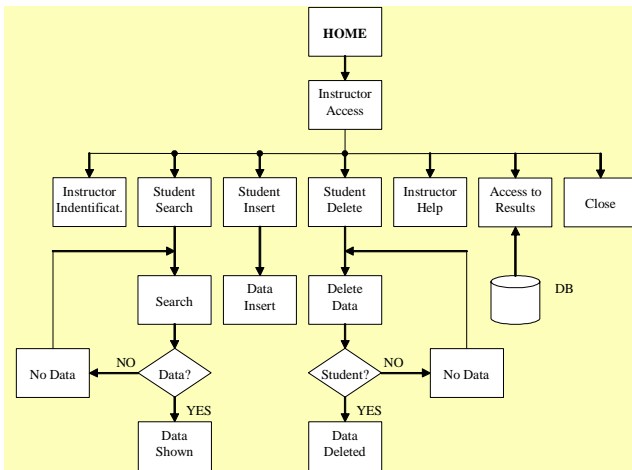 HOME
Instructor
Access
Instructor
Indentificat.
Student
Search
Student
Insert
Student
Delete
Instructor
Help
Access to
Results
Close
Search
Data
Insert
Delete
Data
DB
No Data
NO
Data?
Student?
NO
No Data
YES
YES
Data
Shown
Data
Deleted